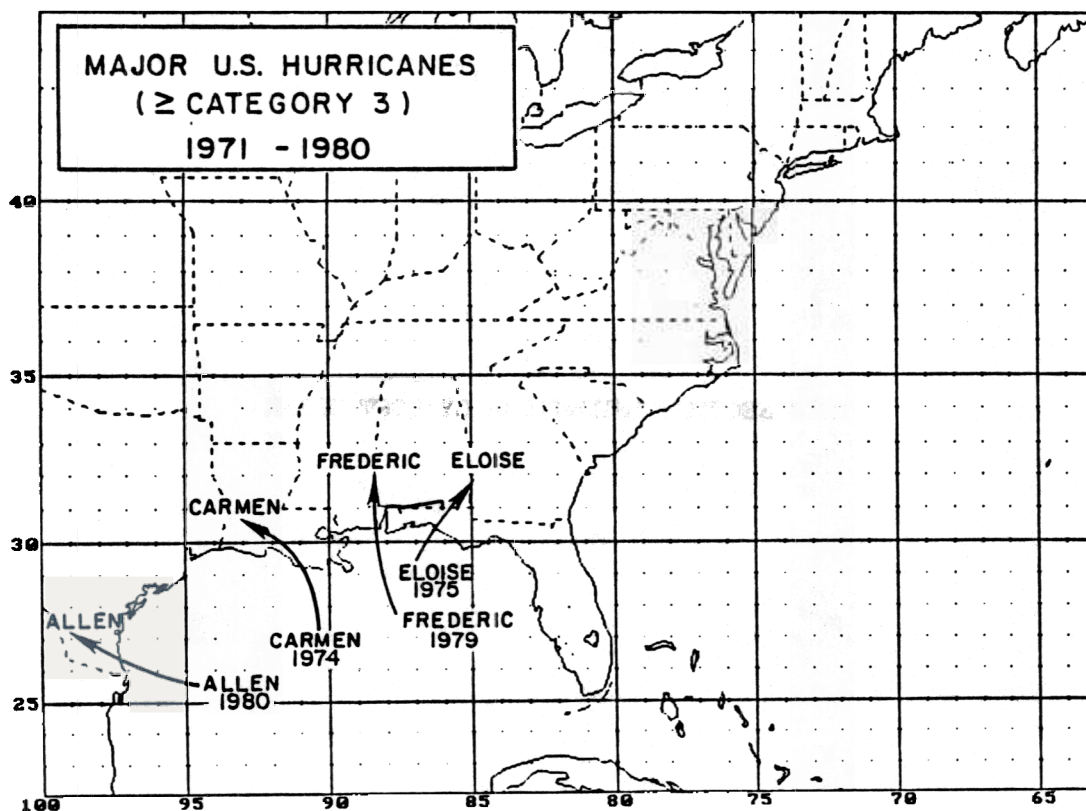 MAJOR U.S. HURRICANES
(≥ CATEGORY 3)
1971 - 1980
40
35
FREDERIC
ELOISE
CARMEN
30
ELOISE
1975
ALLEN
FREDERIC
1979
CARMEN
1974
ALLEN
1980
25
100
95
90
85
80
75
70
65